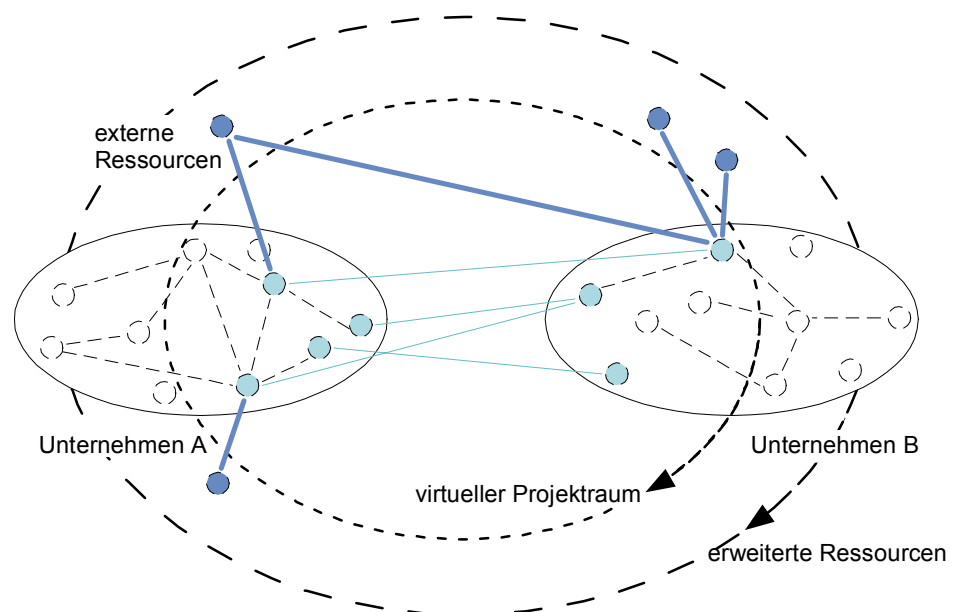 externe
Ressourcen
Unternehmen A
Unternehmen B
virtueller Projektraum
erweiterte Ressourcen